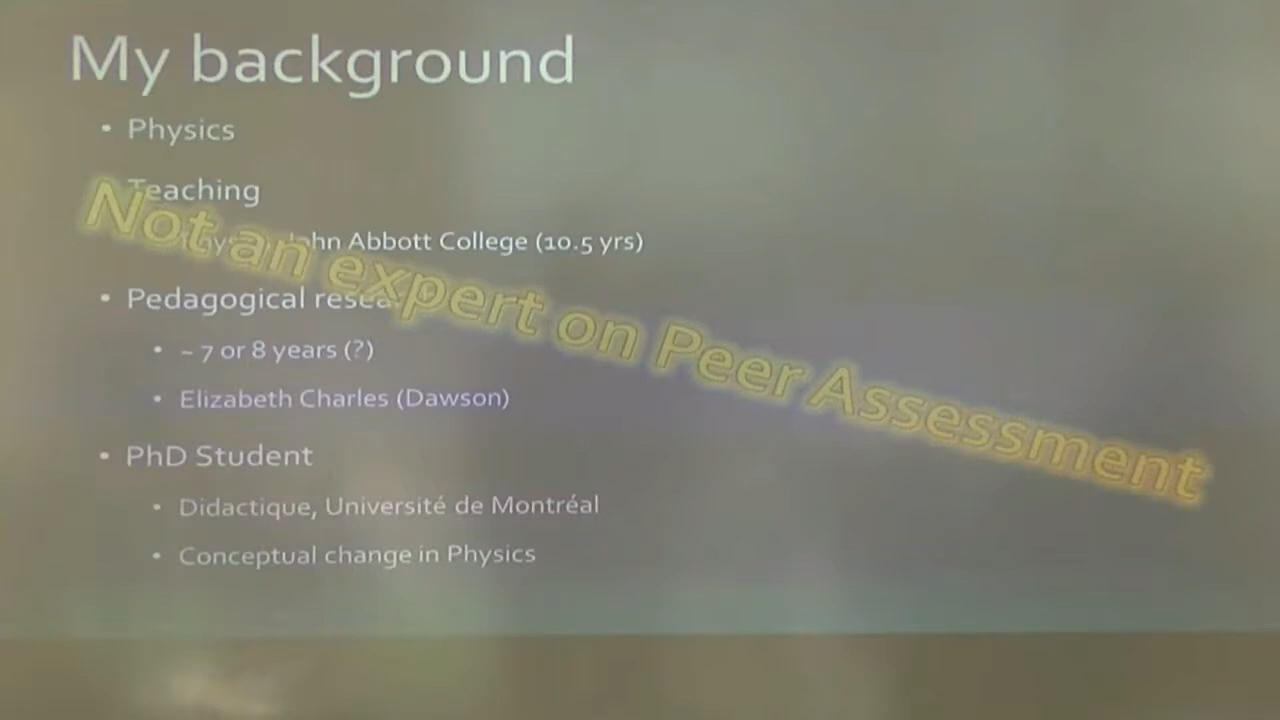 My background
• Physics
Teaching
John Abbott College (10.5 yrs)
• Pedagogical
• ~ 7 or 8 years (?)
• Elizabeth Charles (Dawson)
• PhD Student
• Didactique, Université de Montréal
• Conceptual change in Physics
Not an expert on Peer Assessment